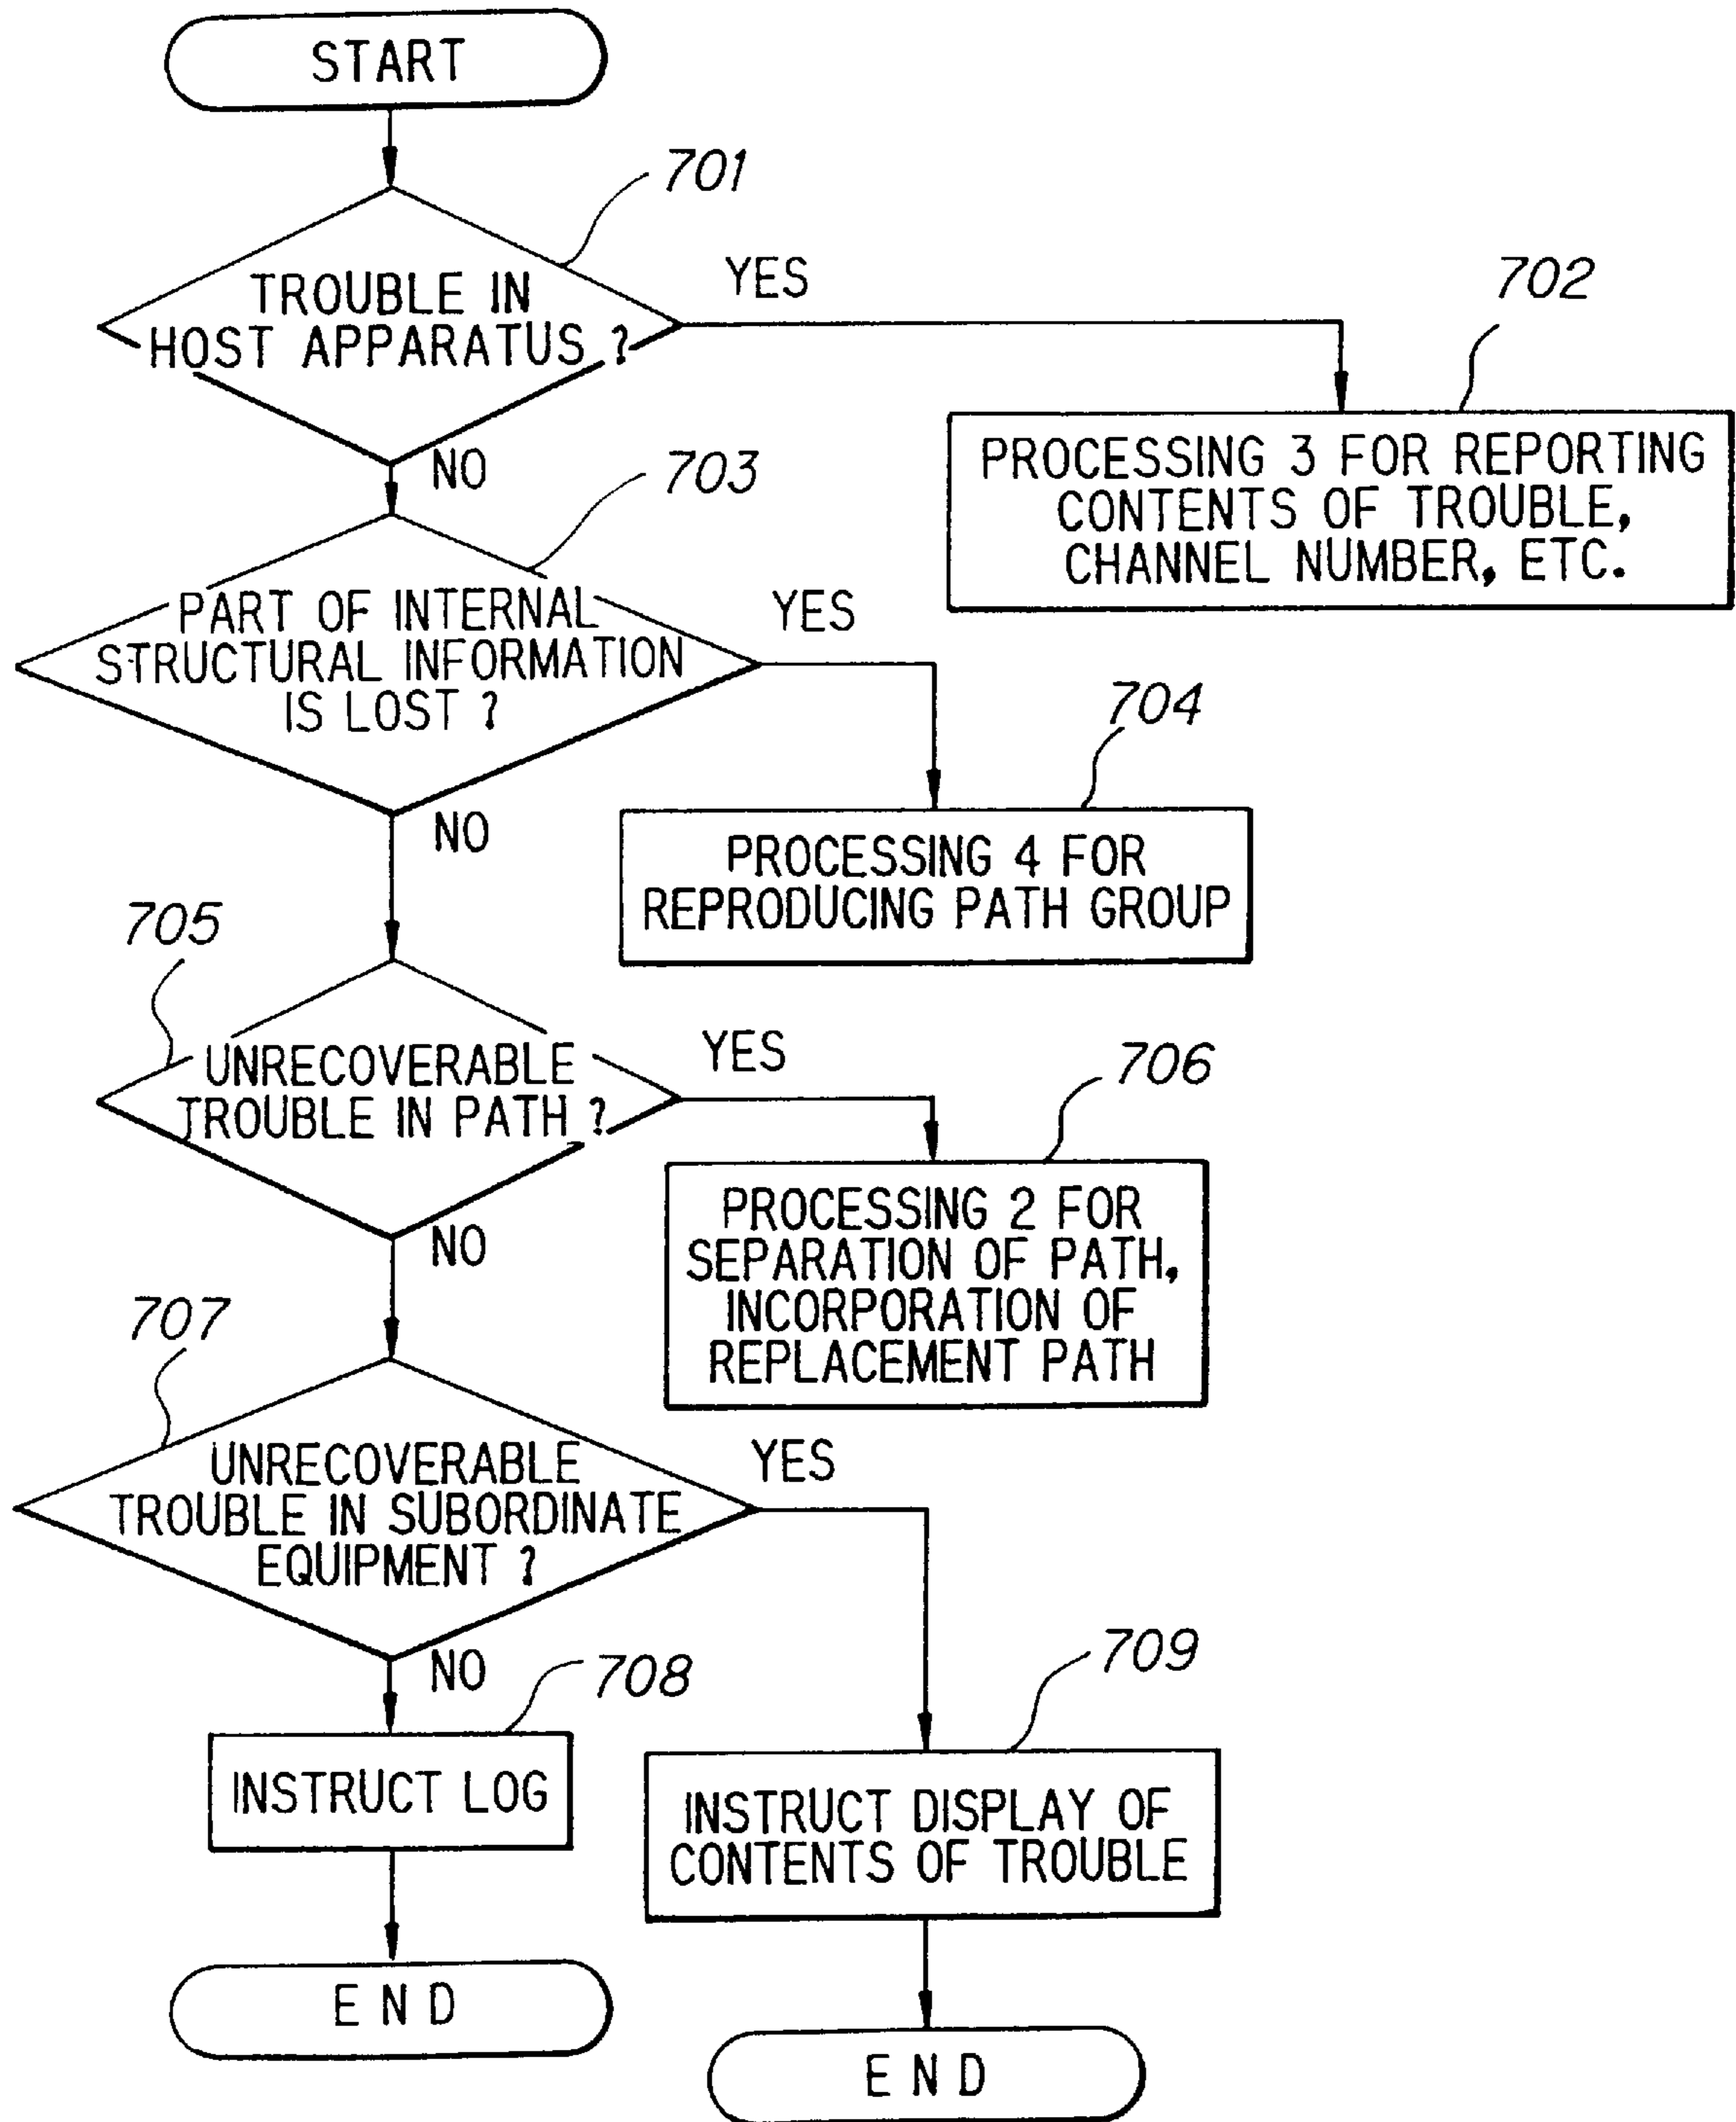 START
701
TROUBLE IN
HOST APPARATUS ?
YES
702
PROCESSING 3 FOR REPORTING
CONTENTS OF TROUBLE,
CHANNEL NUMBER, ETC.
NO
703
PART OF INTERNAL
STRUCTURAL INFORMATION
IS LOST ?
YES
704
PROCESSING 4 FOR
REPRODUCING PATH GROUP
NO
705
UNRECOVERABLE
TROUBLE IN PATH ?
YES
706
PROCESSING 2 FOR
SEPARATION OF PATH,
INCORPORATION OF
REPLACEMENT PATH
NO
707
UNRECOVERABLE
TROUBLE IN SUBORDINATE
EQUIPMENT ?
YES
NO
708
INSTRUCT LOG
709
INSTRUCT DISPLAY OF
CONTENTS OF TROUBLE
END
END